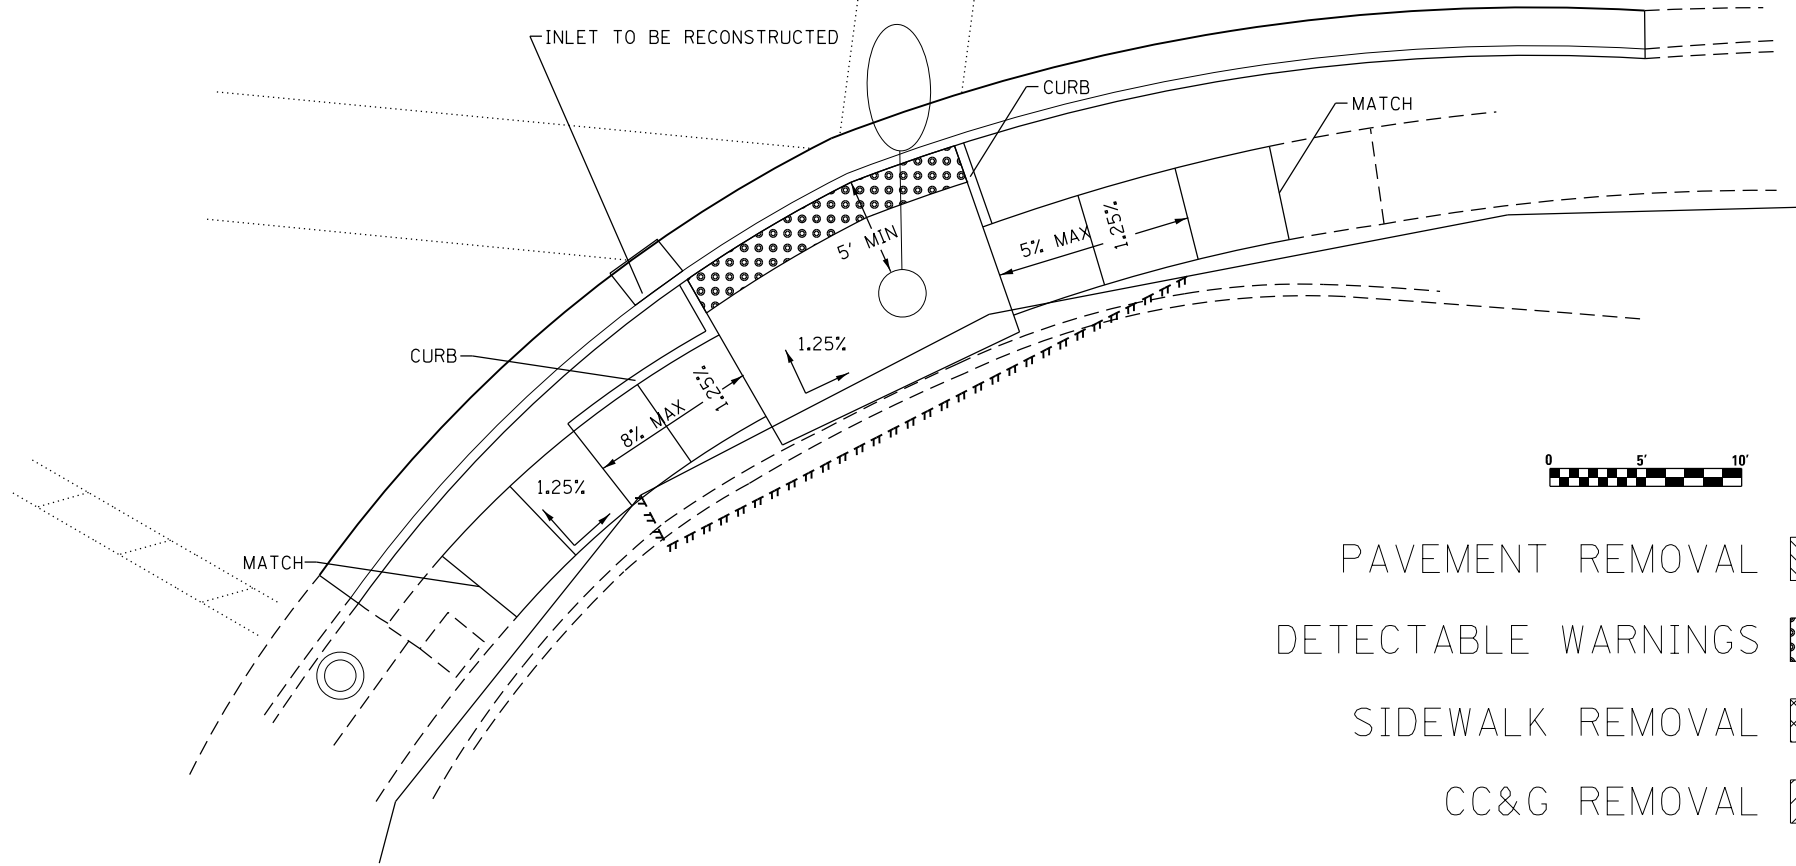 INLET TO BE RECONSTRUCTED
CURB
MATCH
5' MIN
5% MAX
1.25%
1.25%
CURB
8% MAX
1.25%
1.25%
MATCH
0 5' 10'
PAVEMENT REMOVAL
DETECTABLE WARNINGS
SIDEWALK REMOVAL
CC&G REMOVAL